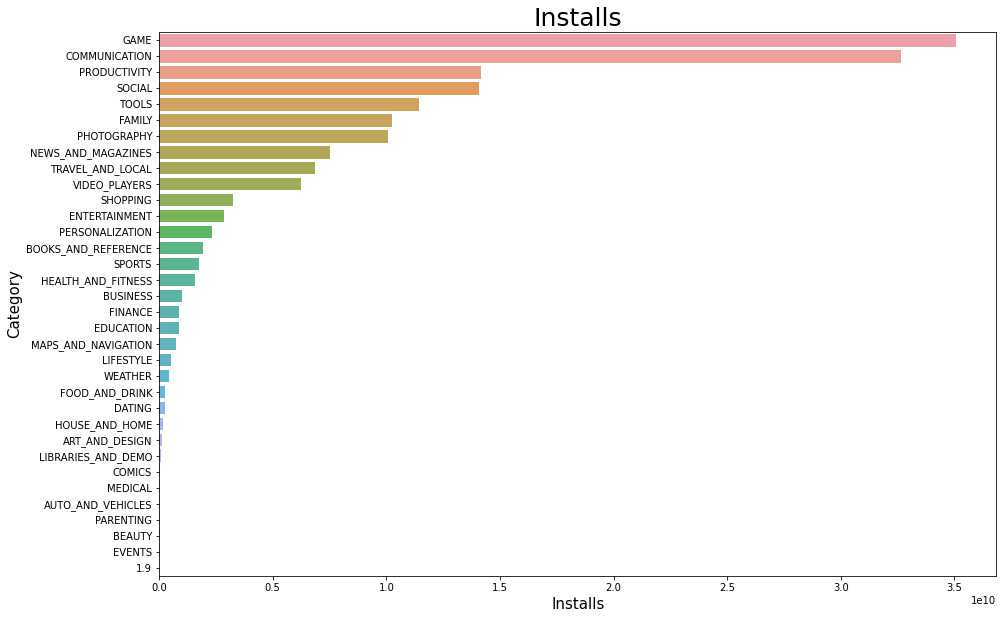 Installs
GAME
COMMUNICATION
PRODUCTIVITY
SOCIAL
TOOLS
FAMILY
PHOTOGRAPHY
NEWS_AND_MAGAZINES
TRAVEL_AND_LOCAL
VIDEO_PLAYERS
SHOPPING
ENTERTAINMENT
PERSONALIZATION
BOOKS_AND_REFERENCE
SPORTS
HEALTH_AND_FITNESS
BUSINESS
FINANCE
EDUCATION
MAPS_AND_NAVIGATION
LIFESTYLE
WEATHER
FOOD_AND_DRINK
DATING
HOUSE_AND_HOME
ART_AND_DESIGN
LIBRARIES_AND_DEMO
COMICS
MEDICAL
AUTO_AND_VEHICLES
PARENTING
BEAUTY
EVENTS
1.9
Category
0.0 0.5 1.0 1.5 2.0 2.5 3.0 3.5
1e10
Installs